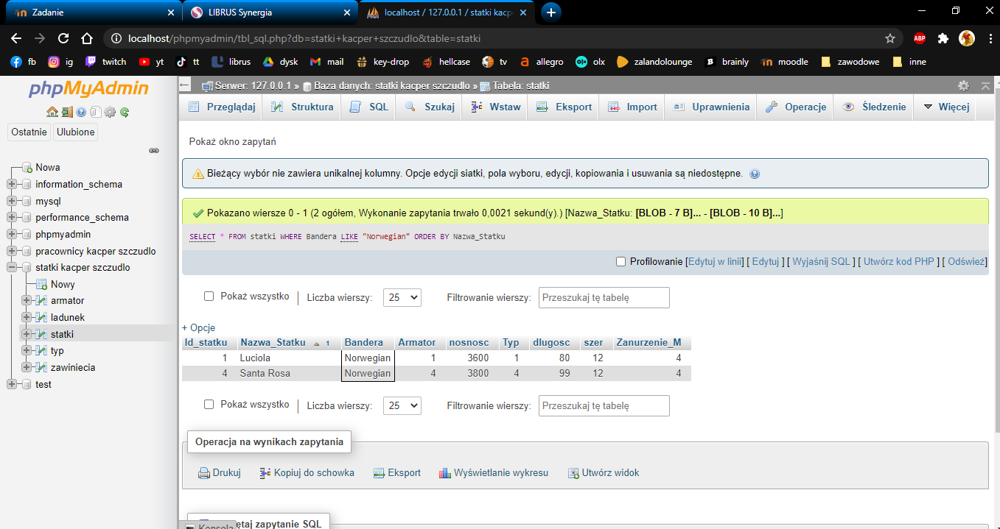 Zadanie
LIBRUS Synergia
localhost / 127.0.0.1 / statki kacp
localhost/phpmyadmin/tbl_sql.php?db=statki+kacper+szczudlo&table=statki
ABP
fb ig twitch yt tt librus dysk mail key-drop hellcase tv allegro olx zalandolounge brainly moodle zawodowe inne
phpMyAdmin
Ostatnie Ulubione
Nowa
information_schema
mysql
performance_schema
phpmyadmin
pracownicy kacper szczudlo
statki kacper szczudlo
Nowy
armator
ladunek
statki
typ
zawiniecia
test
Serwer: 127.0.0.1 » Baza danych: statki kacper szczudlo » Tabela: statki
Przeglądaj Struktura SQL Szukaj Wstaw Eksport Import Uprawnienia Operacje Śledzenie Więcej
Pokaż okno zapytań
Bieżący wybór nie zawiera unikalnej kolumny. Opcje edycji siatki, pola wyboru, edycji, kopiowania i usuwania są niedostępne.
Pokazano wiersze 0 - 1 (2 ogółem, Wykonanie zapytania trwało 0,0021 sekund(y).) [Nazwa_Statku: [BLOB - 7 B]... - [BLOB - 10 B]...]
SELECT * FROM statki WHERE Bandera LIKE "Norwegian" ORDER BY Nazwa_Statku
Profilowanie [Edytuj w linii] [ Edytuj ] [ Wyjaśnij SQL ] [ Utwórz kod PHP ] [ Odśwież]
Pokaż wszystko | Liczba wierszy: 25 Filtrowanie wierszy: Przeszukaj tę tabelę
+ Opcje
Id_statku Nazwa_Statku 1 Bandera Armator nosnosc Typ dlugosc szer Zanurzenie_M
1 Luciola Norwegian 1 3600 1 80 12 4
4 Santa Rosa Norwegian 4 3800 4 99 12 4
Pokaż wszystko | Liczba wierszy: 25 Filtrowanie wierszy: Przeszukaj tę tabelę
Operacja na wynikach zapytania
Drukuj Kopiuj do schowka Eksport Wyświetlanie wykresu Utwórz widok
Konsola
zapytanie SQL